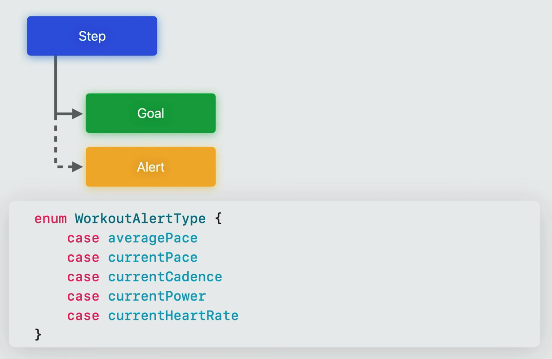 Step
Goal
Alert
enum WorkoutAlertType {
    case averagePace
    case currentPace
    case currentCadence
    case currentPower
    case currentHeartRate
}